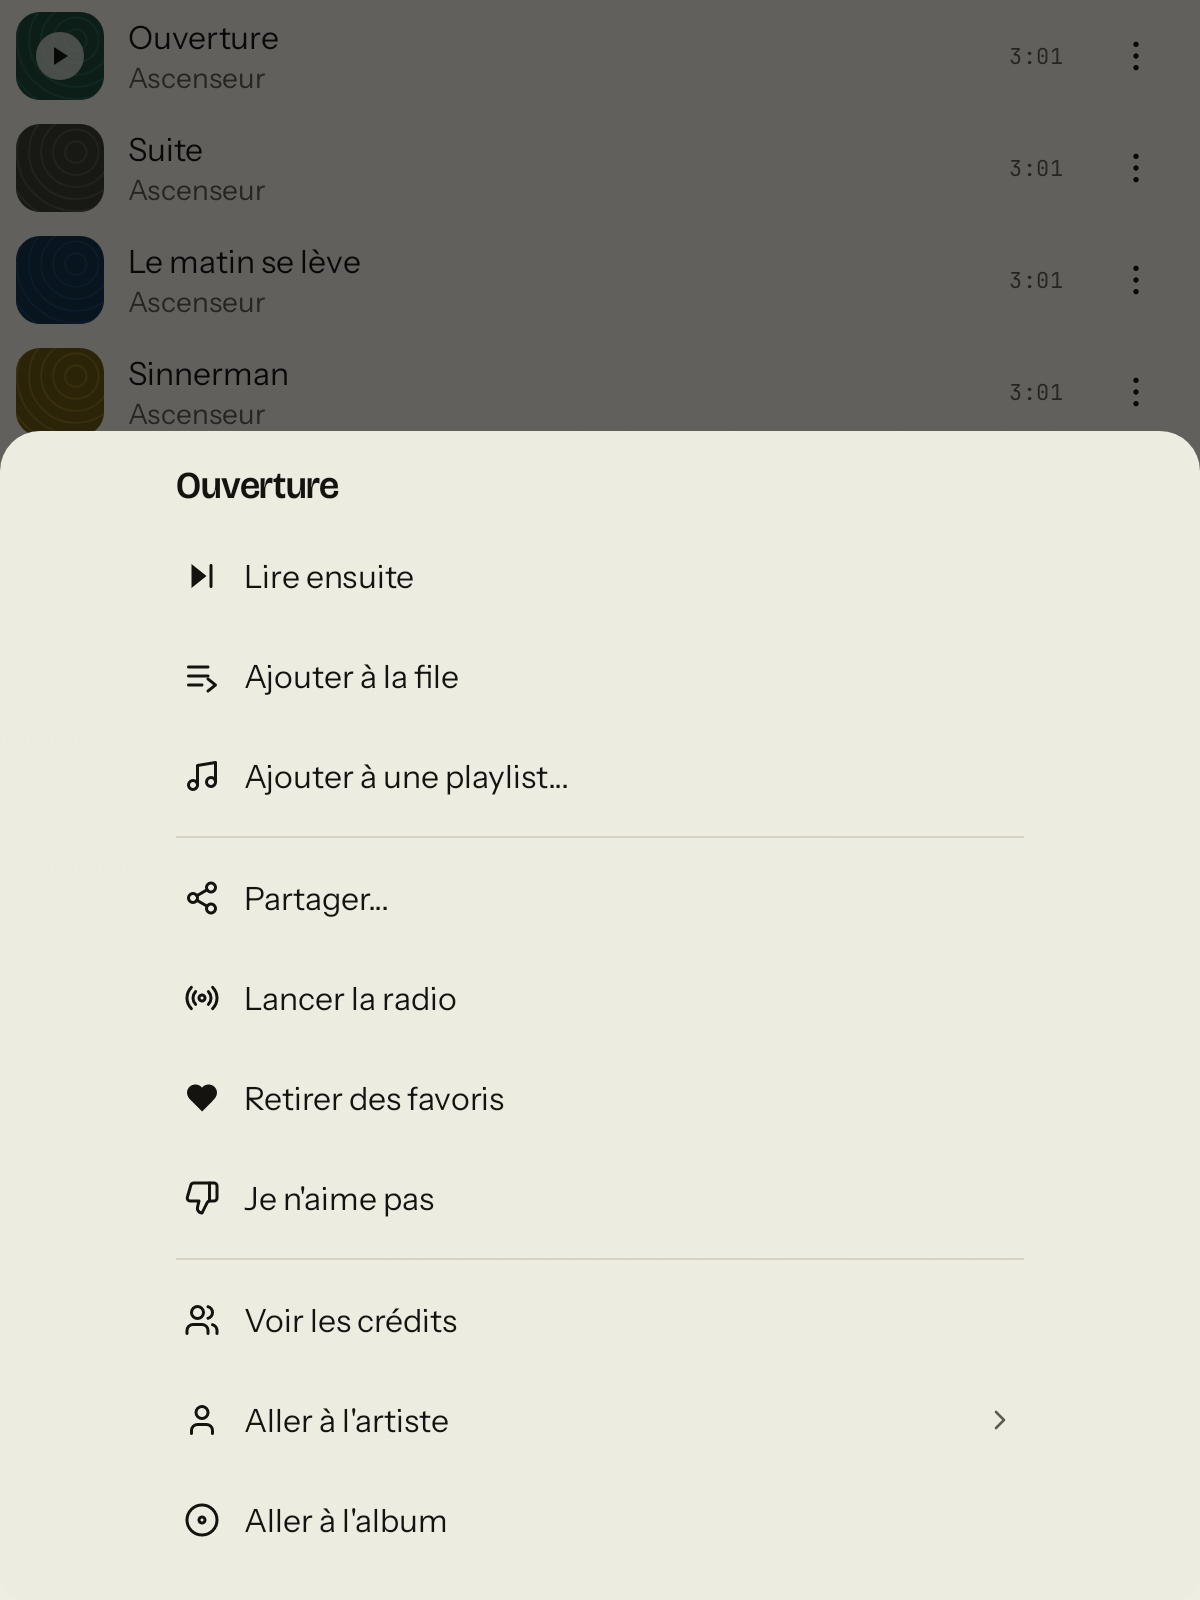 Ouverture
Ascenseur
3:01
Suite
Ascenseur
3:01
Le matin se lève
Ascenseur
3:01
Sinnerman
Ascenseur
3:01
Ouverture
Lire ensuite
Ajouter à la file
Ajouter à une playlist...
Partager...
Lancer la radio
Retirer des favoris
Je n'aime pas
Voir les crédits
Aller à l'artiste
Aller à l'album